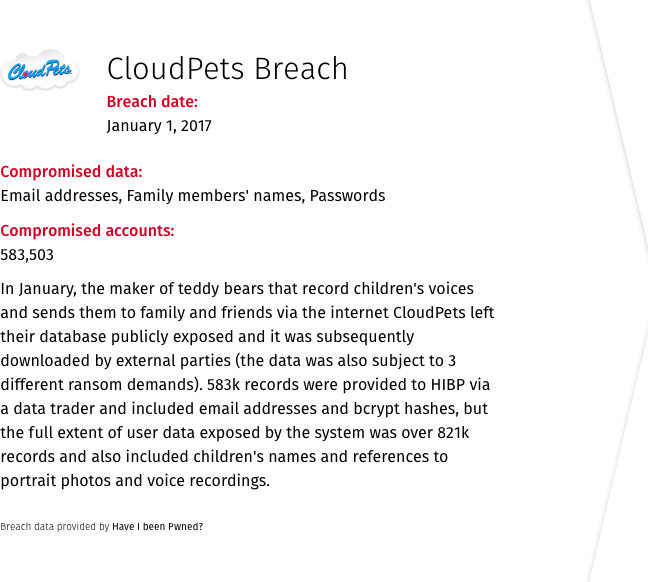 CloudPets
CloudPets Breach
Breach date:
January 1, 2017
Compromised data:
Email addresses, Family members' names, Passwords
Compromised accounts:
583,503
In January, the maker of teddy bears that record children's voices
and sends them to family and friends via the internet CloudPets left
their database publicly exposed and it was subsequently
downloaded by external parties (the data was also subject to 3
different ransom demands). 583k records were provided to HIBP via
a data trader and included email addresses and bcrypt hashes, but
the full extent of user data exposed by the system was over 821k
records and also included children's names and references to
portrait photos and voice recordings.
Breach data provided by Have I been Pwned?